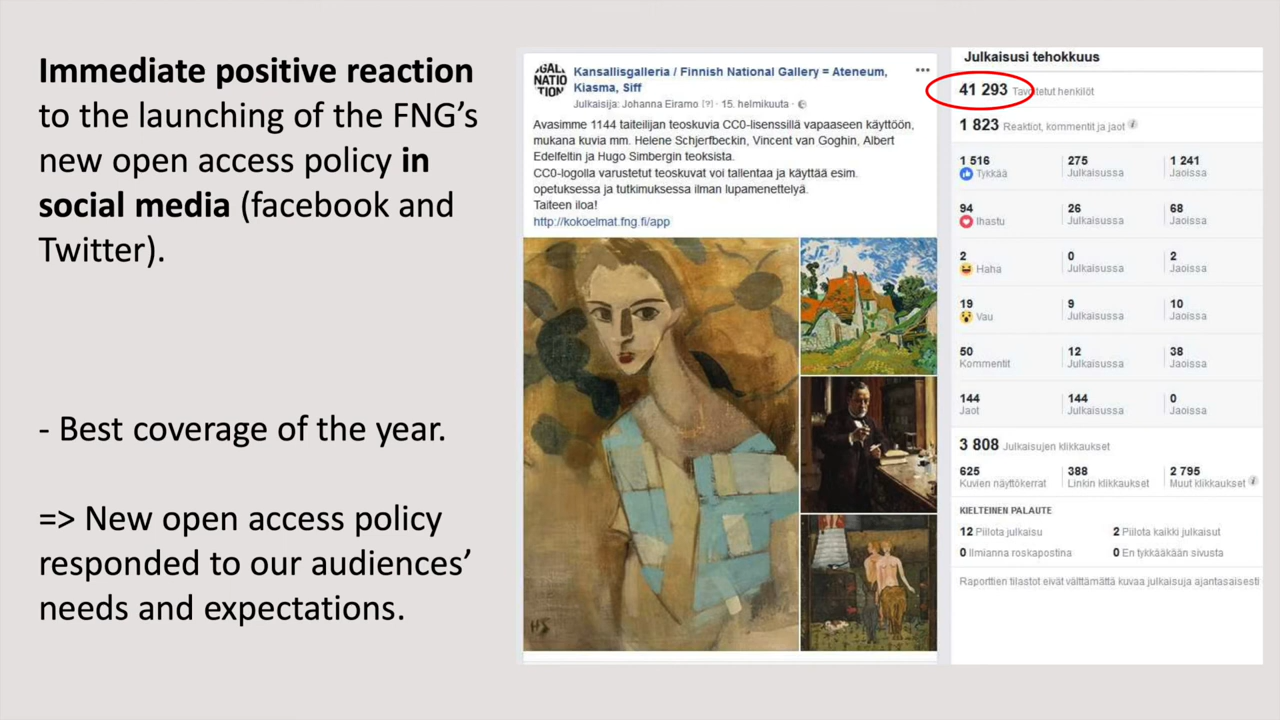 Immediate positive reaction
to the launching of the FNG’s
new open access policy in
social media (facebook and
Twitter).
- Best coverage of the year.
=> New open access policy
responded to our audiences’
needs and expectations.
GAL.
NATIO
TION
Kansallisgalleria / Finnish National Gallery = Ateneum,
Kiasma, Siff
Julkaisija: Johanna Eiramo [?] · 15. helmikuuta ·
Avasimme 1144 taiteilijan teoskuvia CC0-lisenssillä vapaaseen käyttöön,
mukana kuvia mm. Helene Schjerfbeckin, Vincent van Goghin, Albert
Edelfeltin ja Hugo Simbergin teoksista.
CC0-logolla varustetut teoskuvat voi tallentaa ja käyttää esim.
opetuksessa ja tutkimuksessa ilman lupamenettelyä.
Taiteen iloa!
http://kokoelmat.fng.fi/app
HS
Julkaisusi tehokkuus
41 293 Tavoitetut henkilöt
1 823 Reaktiot, kommentit ja jaot
1 516 275 1 241
Tykkää Julkaisussa Jaoissa
94 26 68
Ihastu Julkaisussa Jaoissa
2 0 2
Haha Julkaisussa Jaoissa
19 9 10
Vau Julkaisussa Jaoissa
50 12 38
Kommentit Julkaisussa Jaoissa
144 144 0
Jaot Julkaisussa Jaoissa
3 808 Julkaisujen klikkaukset
625 388 2 795
Kuvien näyttökerrat Linkin klikkaukset Muut klikkaukset
KIELTEINEN PALAUTE
12 Piilota julkaisu 2 Piilota kaikki julkaisut
0 Ilmianna roskapostina 0 En tykkääkään sivusta
Raporttien tilastot eivät välttämättä kuvaa julkaisuja ajantasaisesti